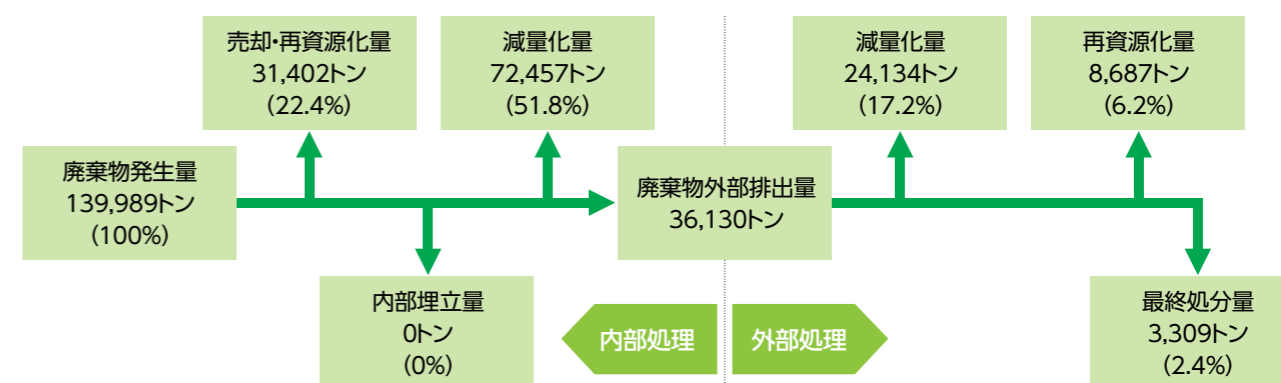 売却・再資源化量
31,402トン
(22.4%)
減量化量
72,457トン
(51.8%)
減量化量
24,134トン
(17.2%)
再資源化量
8,687トン
(6.2%)
廃棄物発生量
139,989トン
(100%)
廃棄物外部排出量
36,130トン
内部埋立量
0トン
(0%)
内部処理
外部処理
最終処分量
3,309トン
(2.4%)